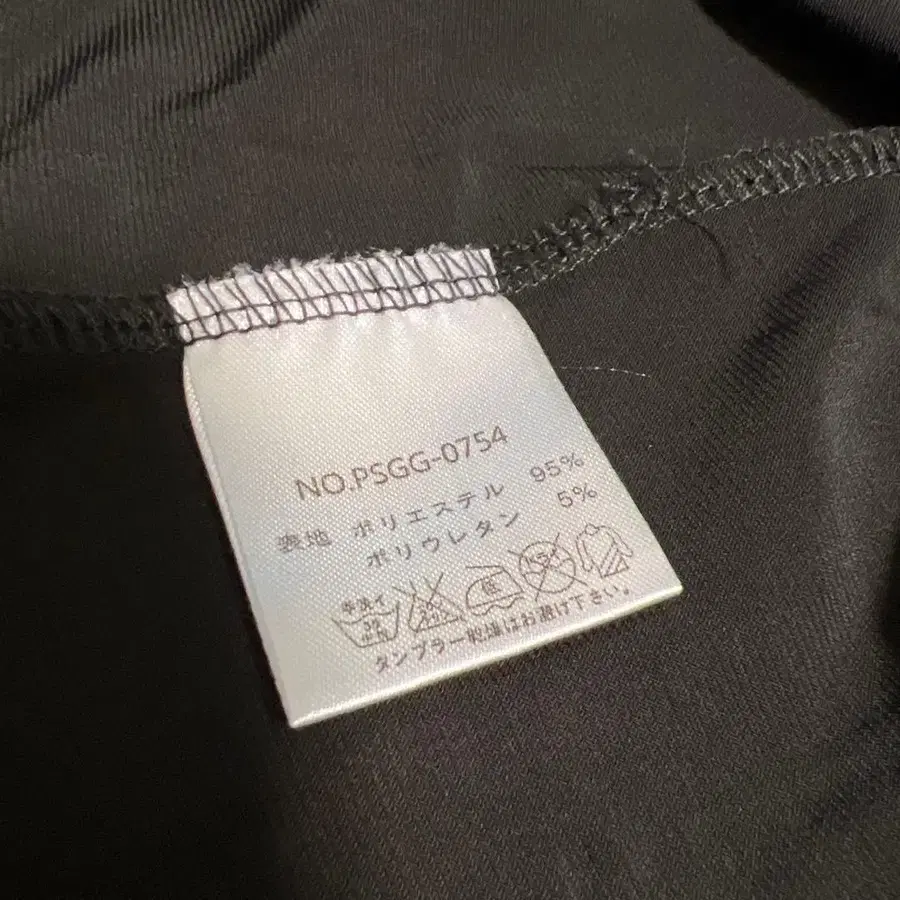 NO.PSGG-0754
表地 ポリエステル 95%
ポリウレタン 5%
手洗イ
30
タンブラー乾燥はお避け下さい。